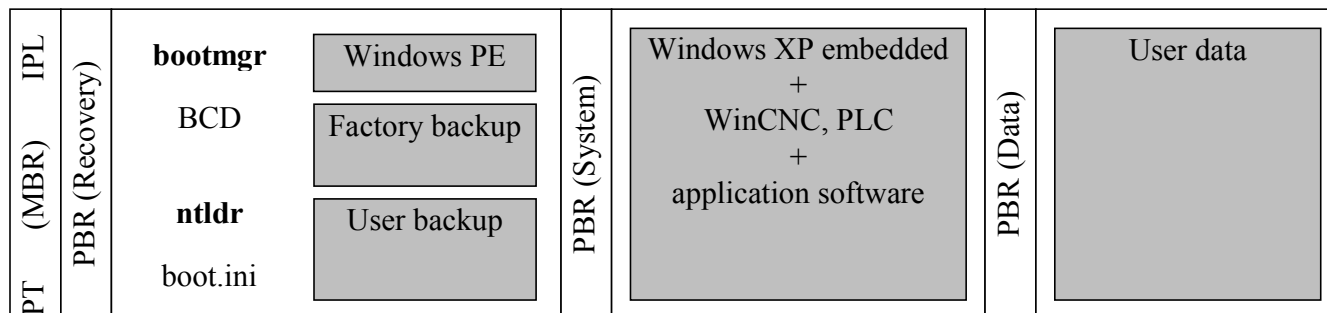 IPL
(MBR)
PT
PBR (Recovery)
bootmgr
BCD
ntldr
boot.ini
Windows PE
Factory backup
User backup
PBR (System)
Windows XP embedded
+
WinCNC, PLC
+
application software
PBR (Data)
User data